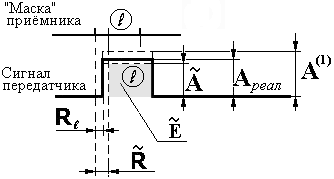 "Маска"
приёмника
ℓ
Сигнал
передатчика
ℓ
Ã
A реал
A⁽¹⁾
Rℓ
Ẽ
R̃